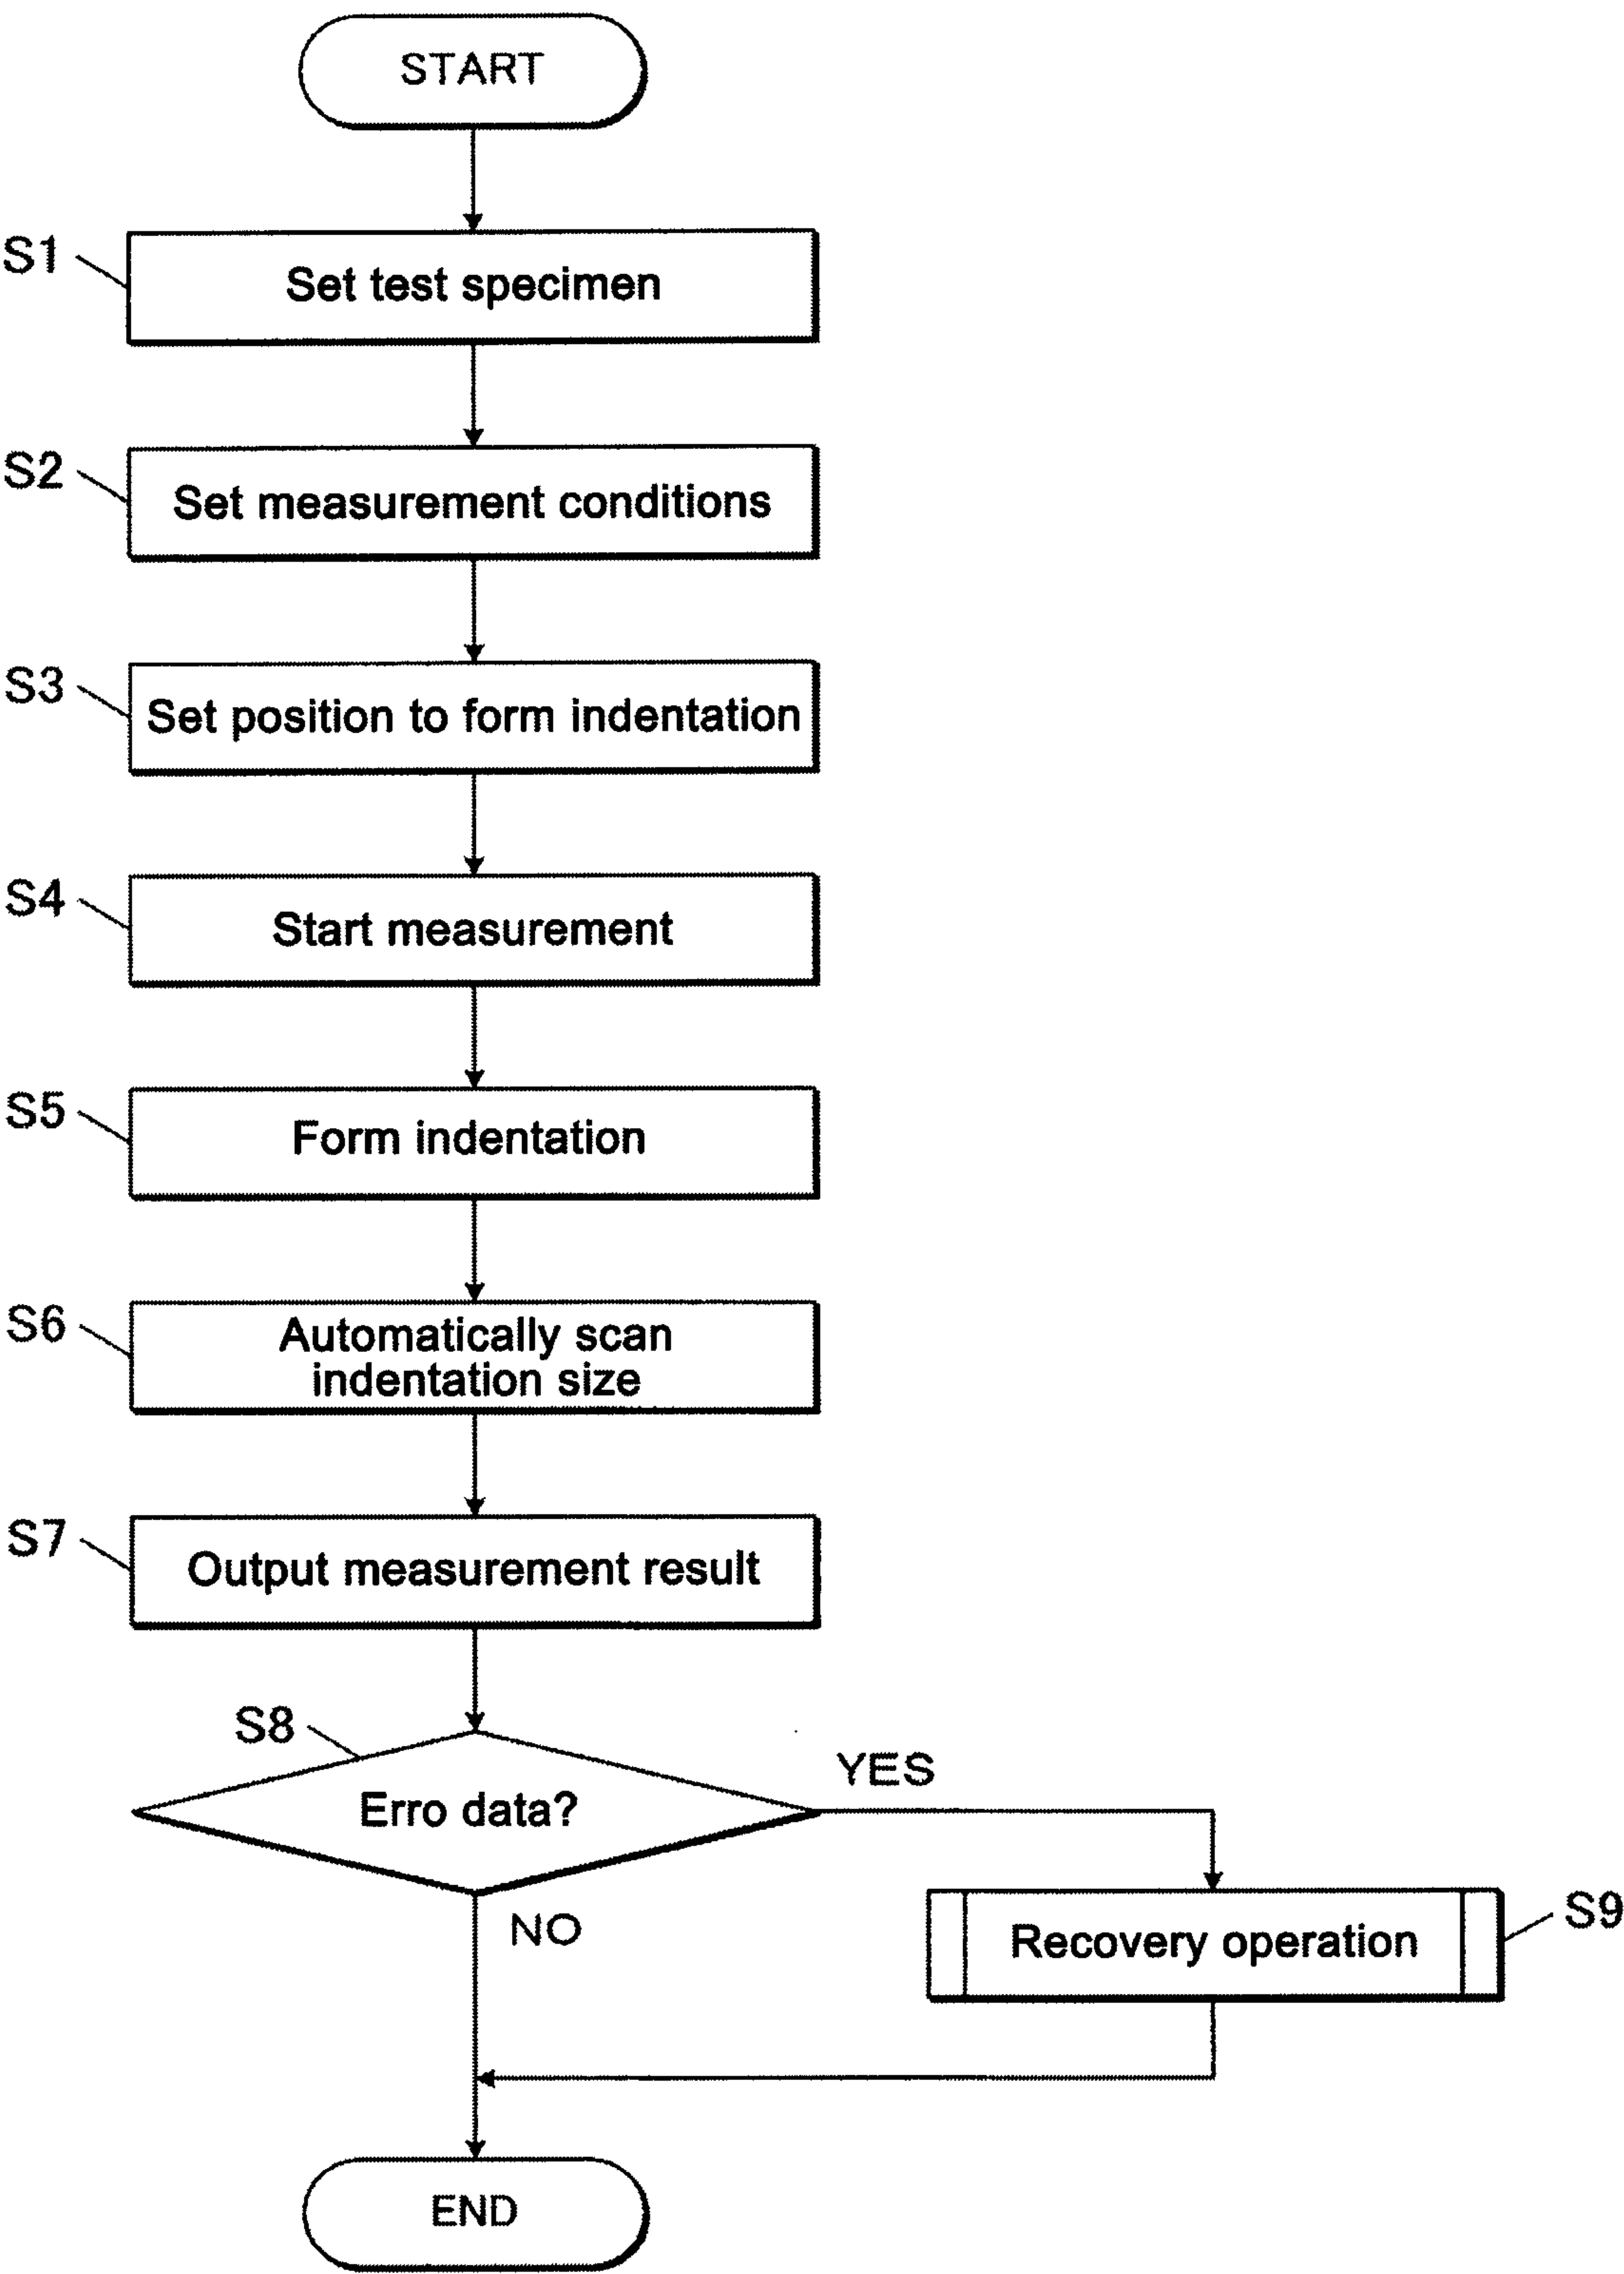 START
S1
Set test specimen
S2
Set measurement conditions
S3
Set position to form indentation
S4
Start measurement
S5
Form indentation
S6
Automatically scan
indentation size
S7
Output measurement result
S8
Erro data?
YES
NO
Recovery operation
S9
END